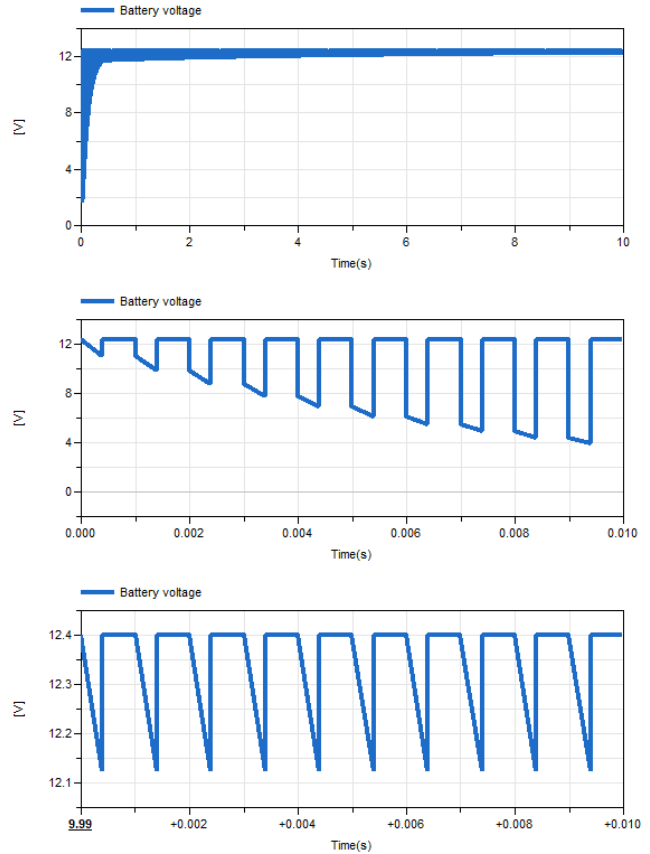 Battery voltage
12
8
4
0
[V]
0 2 4 6 8 10
Time(s)
Battery voltage
12
8
4
0
[V]
0.000 0.002 0.004 0.006 0.008 0.010
Time(s)
Battery voltage
12.4
12.3
12.2
12.1
[V]
9.99 +0.002 +0.004 +0.006 +0.008 +0.010
Time(s)